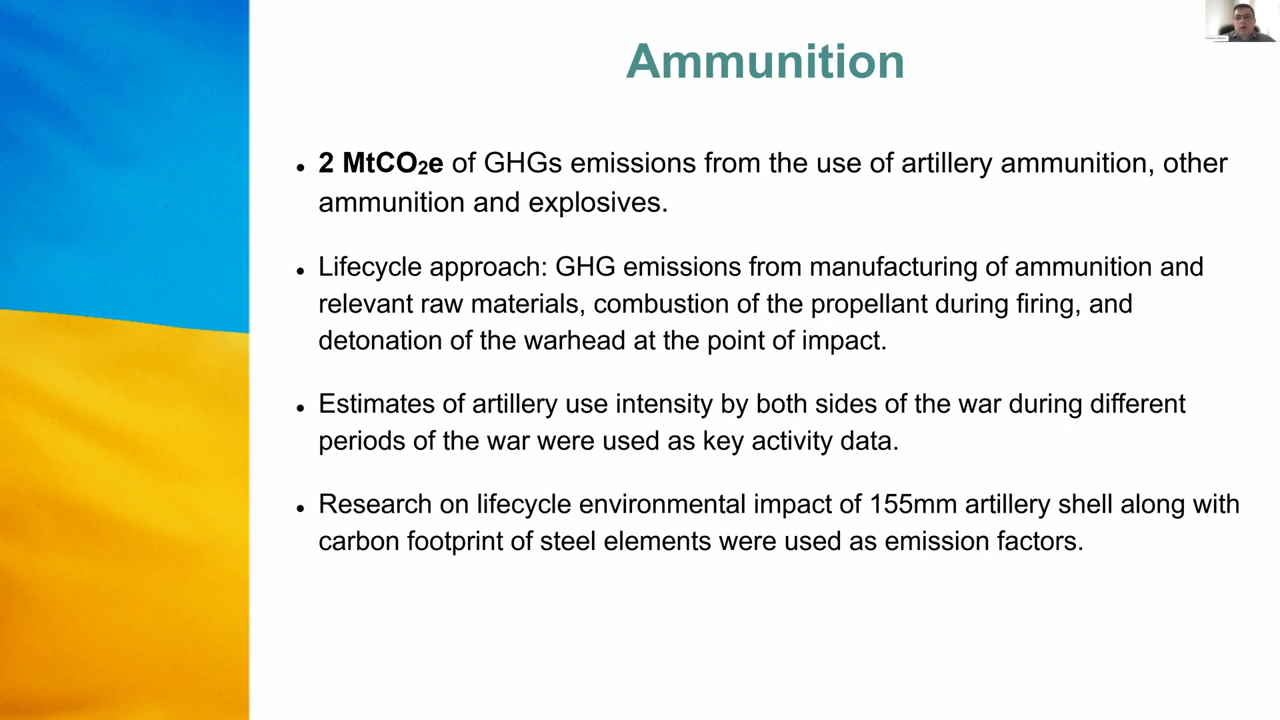 Ammunition
• 2 MtCO₂e of GHGs emissions from the use of artillery ammunition, other
ammunition and explosives.
• Lifecycle approach: GHG emissions from manufacturing of ammunition and
relevant raw materials, combustion of the propellant during firing, and
detonation of the warhead at the point of impact.
• Estimates of artillery use intensity by both sides of the war during different
periods of the war were used as key activity data.
• Research on lifecycle environmental impact of 155mm artillery shell along with
carbon footprint of steel elements were used as emission factors.